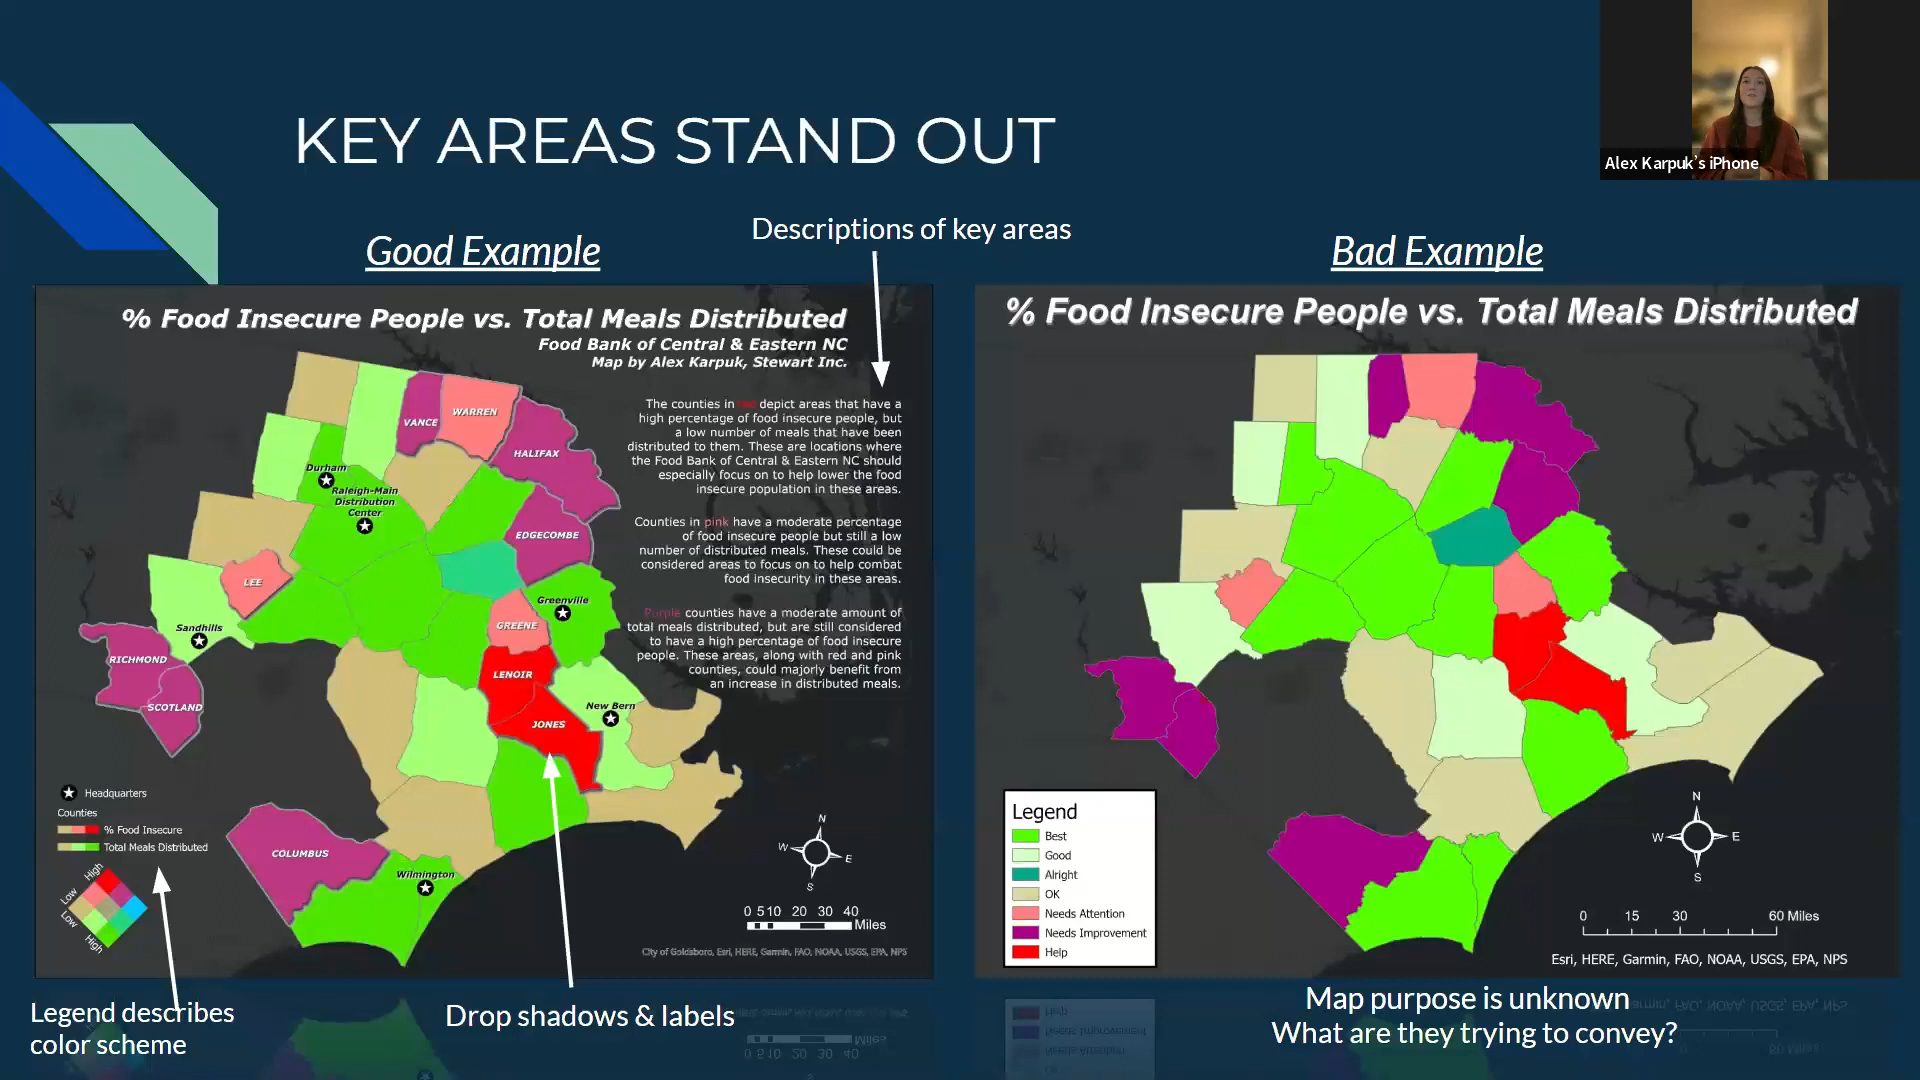 KEY AREAS STAND OUT
Alex Karpuk's iPhone
Good Example
Descriptions of key areas
Bad Example
% Food Insecure People vs. Total Meals Distributed
Food Bank of Central & Eastern NC
Map by Alex Karpuk, Stewart Inc.
The counties in red depict areas that have a
high percentage of food insecure people, but
a low number of meals that have been
distributed to them. These are locations where
the Food Bank of Central & Eastern NC should
especially focus on to help lower the food
insecure population in these areas.
Counties in pink have a moderate percentage
of food insecure people but still a low
number of distributed meals. These could be
considered areas to focus on to help combat
food insecurity in these areas.
Purple counties have a moderate amount of
total meals distributed, but are still considered
to have a high percentage of food insecure
people. These areas, along with red and pink
counties, could majorly benefit from
an increase in distributed meals.
VANCE
WARREN
HALIFAX
Durham
Raleigh-Main
Distribution
Center
EDGECOMBE
LEE
Greenville
GREENE
Sandhills
RICHMOND
LENOIR
SCOTLAND
New Bern
JONES
COLUMBUS
Wilmington
Headquarters
Counties
% Food Insecure
Total Meals Distributed
High
Low
Low
High
N
W
E
S
0 5 10 20 30 40
Miles
City of Goldsboro, Esri, HERE, Garmin, FAO, NOAA, USGS, EPA, NPS
% Food Insecure People vs. Total Meals Distributed
Legend
Best
Good
Alright
OK
Needs Attention
Needs Improvement
Help
N
W
E
S
0 15 30 60 Miles
Esri, HERE, Garmin, FAO, NOAA, USGS, EPA, NPS
Legend describes
color scheme
Drop shadows & labels
Map purpose is unknown
What are they trying to convey?